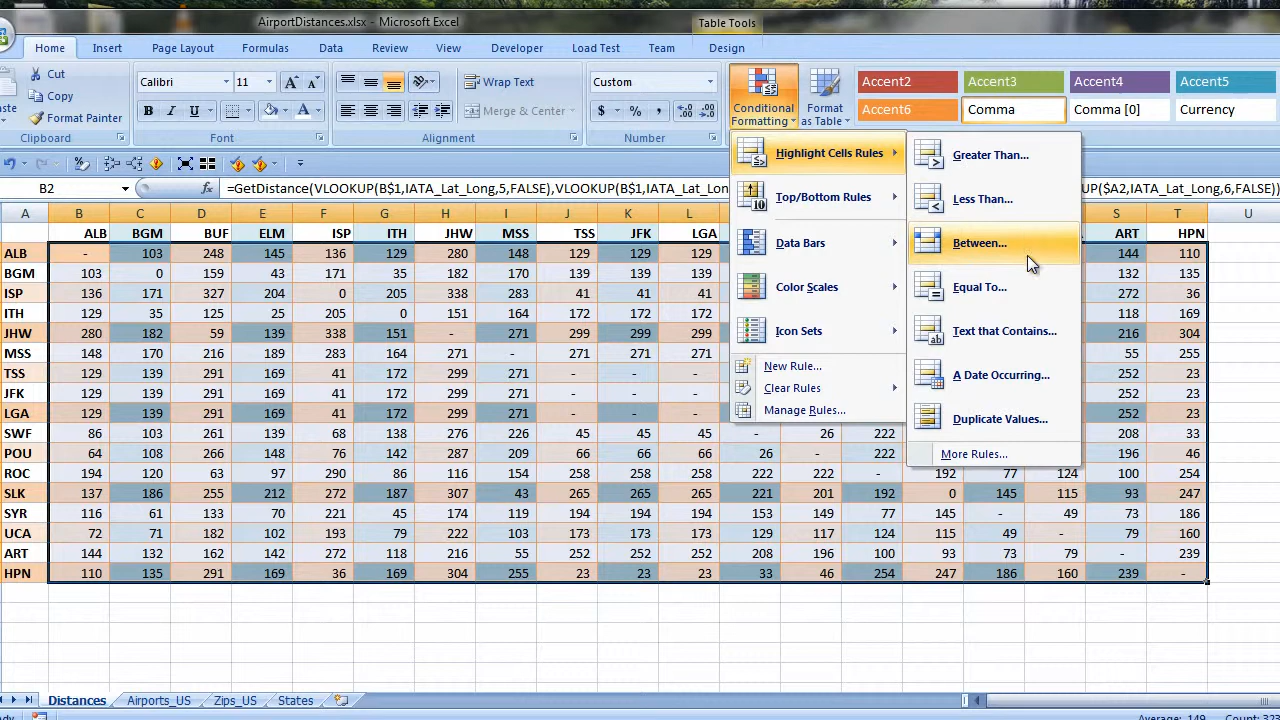 AirportDistances.xlsx - Microsoft Excel
Table Tools
Home Insert Page Layout Formulas Data Review View Developer Load Test Team Design
Cut
Copy
Format Painter
Clipboard
Calibri 11
B I U A
Font
Wrap Text
Merge & Center
Alignment
Custom
$ % ,
Number
Conditional Formatting
Format as Table
Accent2 Accent3 Accent4 Accent5
Accent6 Comma Comma [0] Currency
B2 fx =GetDistance(VLOOKUP(B$1,IATA_Lat_Long,5,FALSE),VLOOKUP(B$1,IATA_Lat_Lon UP($A2,IATA_Lat_Long,6,FALSE))
Highlight Cells Rules
Top/Bottom Rules
Data Bars
Color Scales
Icon Sets
New Rule...
Clear Rules
Manage Rules...
Greater Than...
Less Than...
Between...
Equal To...
Text that Contains...
A Date Occurring...
Duplicate Values...
More Rules...
A B C D E F G H I J K L S T U
ALB BGM BUF ELM ISP ITH JHW MSS TSS JFK LGA ART HPN
ALB - 103 248 145 136 129 280 148 129 129 129 144 110
BGM 103 0 159 43 171 35 182 170 139 139 139 132 135
ISP 136 171 327 204 0 205 338 283 41 41 41 272 36
ITH 129 35 125 25 205 0 151 164 172 172 172 118 169
JHW 280 182 59 139 338 151 - 271 299 299 299 216 304
MSS 148 170 216 189 283 164 271 - 271 271 271 55 255
TSS 129 139 291 169 41 172 299 271 - - - 252 23
JFK 129 139 291 169 41 172 299 271 - - - 252 23
LGA 129 139 291 169 41 172 299 271 - - - 252 23
SWF 86 103 261 139 68 138 276 226 45 45 45 - 26 222 208 33
POU 64 108 266 145 71 142 287 209 66 66 66 26 - 222 196 46
ROC 194 120 63 97 290 86 116 154 258 258 258 222 222 - 192 77 124 100 254
SLK 137 186 255 212 272 187 307 43 265 265 265 221 201 192 0 145 115 93 247
SYR 116 61 133 70 221 45 174 119 194 194 194 153 149 77 145 - 49 73 186
UCA 72 71 182 102 193 79 222 103 173 173 173 129 117 124 115 49 - 79 160
ART 144 132 162 142 272 118 216 55 252 252 252 208 196 100 93 73 79 - 239
HPN 110 135 291 169 36 169 304 255 23 23 23 33 46 254 247 186 160 239 -
Distances Airports_US Zips_US States
Average: 149